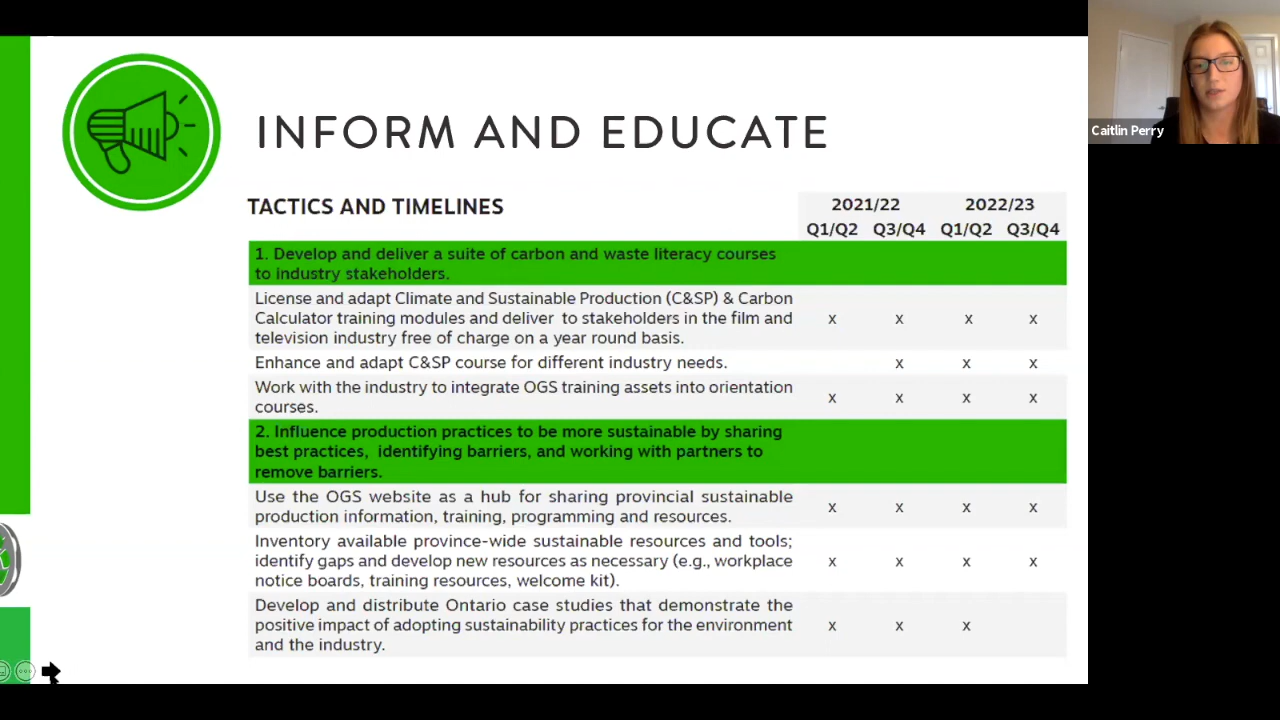 INFORM AND EDUCATE
Caitlin Perry
TACTICS AND TIMELINES
2021/22 2022/23
Q1/Q2 Q3/Q4 Q1/Q2 Q3/Q4
1. Develop and deliver a suite of carbon and waste literacy courses
to industry stakeholders.
License and adapt Climate and Sustainable Production (C&SP) & Carbon
Calculator training modules and deliver to stakeholders in the film and
television industry free of charge on a year round basis.
x x x x
Enhance and adapt C&SP course for different industry needs.
x x x
Work with the industry to integrate OGS training assets into orientation
courses.
x x x x
2. Influence production practices to be more sustainable by sharing
best practices, identifying barriers, and working with partners to
remove barriers.
Use the OGS website as a hub for sharing provincial sustainable
production information, training, programming and resources.
x x x x
Inventory available province-wide sustainable resources and tools;
identify gaps and develop new resources as necessary (e.g., workplace
notice boards, training resources, welcome kit).
x x x x
Develop and distribute Ontario case studies that demonstrate the
positive impact of adopting sustainability practices for the environment
and the industry.
x x x